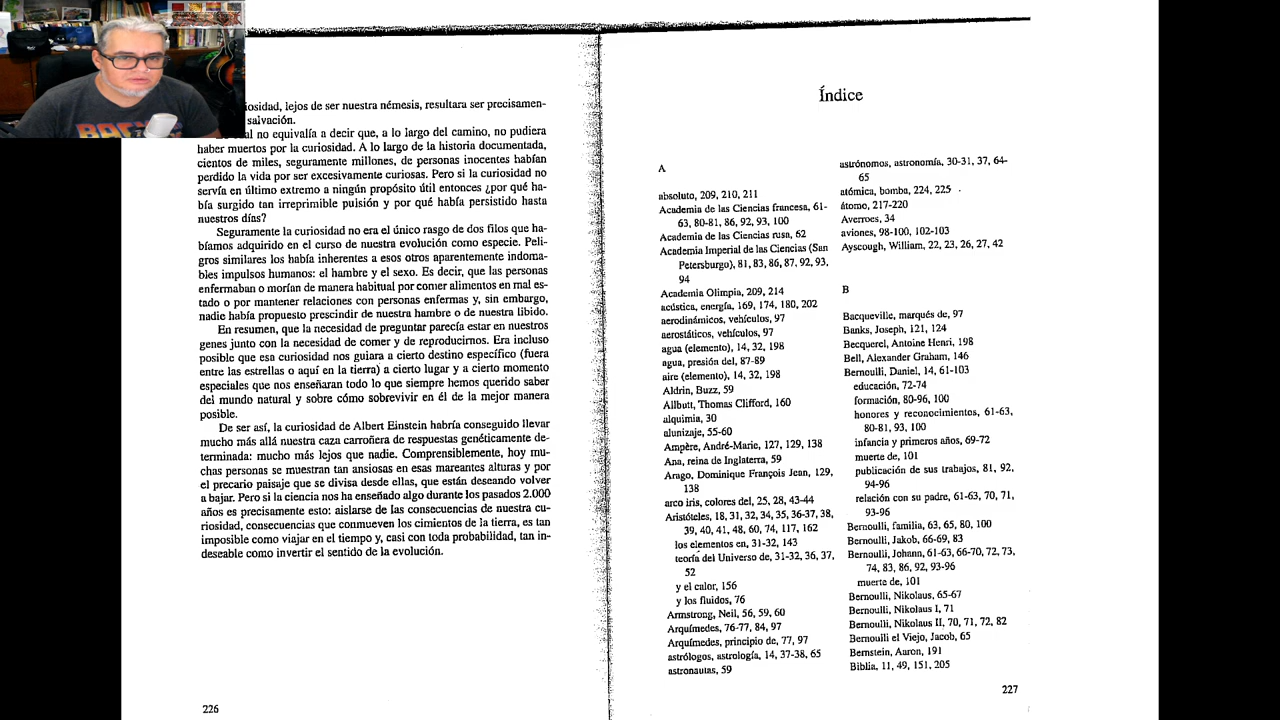 iosidad, lejos de ser nuestra némesis, resultara ser precisamen-
salvación.
al no equivalía a decir que, a lo largo del camino, no pudiera
haber muertos por la curiosidad. A lo largo de la historia documentada,
cientos de miles, seguramente millones, de personas inocentes habían
perdido la vida por ser excesivamente curiosas. Pero si la curiosidad no
servía en último extremo a ningún propósito útil entonces ¿por qué ha-
bía surgido tan irreprimible pulsión y por qué había persistido hasta
nuestros días?
Seguramente la curiosidad no era el único rasgo de dos filos que ha-
bíamos adquirido en el curso de nuestra evolución como especie. Peli-
gros similares los había inherentes a esos otros aparentemente indoma-
bles impulsos humanos: el hambre y el sexo. Es decir, que las personas
enfermaban o morían de manera habitual por comer alimentos en mal es-
tado o por mantener relaciones con personas enfermas y, sin embargo,
nadie había propuesto prescindir de nuestra hambre o de nuestra libido.
En resumen, que la necesidad de preguntar parecía estar en nuestros
genes junto con la necesidad de comer y de reproducirnos. Era incluso
posible que esa curiosidad nos guiara a cierto destino específico (fuera
entre las estrellas o aquí en la tierra) a cierto lugar y a cierto momento
especiales que nos enseñaran todo lo que siempre hemos querido saber
del mundo natural y sobre cómo sobrevivir en él de la mejor manera
posible.
De ser así, la curiosidad de Albert Einstein habría conseguido llevar
mucho más allá nuestra caza carroñera de respuestas genéticamente de-
terminada: mucho más lejos que nadie. Comprensiblemente, hoy mu-
chas personas se muestran tan ansiosas en esas mareantes alturas y por
el precario paisaje que se divisa desde ellas, que están deseando volver
a bajar. Pero si la ciencia nos ha enseñado algo durante los pasados 2.000
años es precisamente esto: aislarse de las consecuencias de nuestra cu-
riosidad, consecuencias que conmueven los cimientos de la tierra, es tan
imposible como viajar en el tiempo y, casi con toda probabilidad, tan in-
deseable como invertir el sentido de la evolución.
226
Índice
A
absoluto, 209, 210, 211
Academia de las Ciencias francesa, 61-
63, 80-81, 86, 92, 93, 100
Academia de las Ciencias rusa, 62
Academia Imperial de las Ciencias (San
Petersburgo), 81, 83, 86, 87, 92, 93,
94
Academia Olimpia, 209, 214
acústica, energía, 169, 174, 180, 202
aerodinámicos, vehículos, 97
aerostáticos, vehículos, 97
agua (elemento), 14, 32, 198
agua, presión del, 87-89
aire (elemento), 14, 32, 198
Aldrin, Buzz, 59
Allbutt, Thomas Clifford, 160
alquimia, 30
alunizaje, 55-60
Ampère, André-Marie, 127, 129, 138
Ana, reina de Inglaterra, 59
Arago, Dominique François Jean, 129,
138
arco iris, colores del, 25, 28, 43-44
Aristóteles, 18, 31, 32, 34, 35, 36-37, 38,
39, 40, 41, 48, 60, 74, 117, 162
los elementos en, 31-32, 143
teoría del Universo de, 31-32, 36, 37,
52
y el calor, 156
y los fluidos, 76
Armstrong, Neil, 56, 59, 60
Arquímedes, 76-77, 84, 97
Arquímedes, principio de, 77, 97
astrólogos, astrología, 14, 37-38, 65
astronautas, 59
astrónomos, astronomía, 30-31, 37, 64-
65
atómica, bomba, 224, 225
átomo, 217-220
Averroes, 34
aviones, 98-100, 102-103
Ayscough, William, 22, 23, 26, 27, 42
B
Bacqueville, marqués de, 97
Banks, Joseph, 121, 124
Becquerel, Antoine Henri, 198
Bell, Alexander Graham, 146
Bernoulli, Daniel, 14, 61-103
educación, 72-74
formación, 80-96, 100
honores y reconocimientos, 61-63,
80-81, 93, 100
infancia y primeros años, 69-72
muerte de, 101
publicación de sus trabajos, 81, 92,
94-96
relación con su padre, 61-63, 70, 71,
93-96
Bernoulli, familia, 63, 65, 80, 100
Bernoulli, Jakob, 66-69, 83
Bernoulli, Johann, 61-63, 66-70, 72, 73,
74, 83, 86, 92, 93-96
muerte de, 101
Bernoulli, Nikolaus, 65-67
Bernoulli, Nikolaus I, 71
Bernoulli, Nikolaus II, 70, 71, 72, 82
Bernouili el Viejo, Jacob, 65
Bernstein, Aaron, 191
Biblia, 11, 49, 151, 205
227